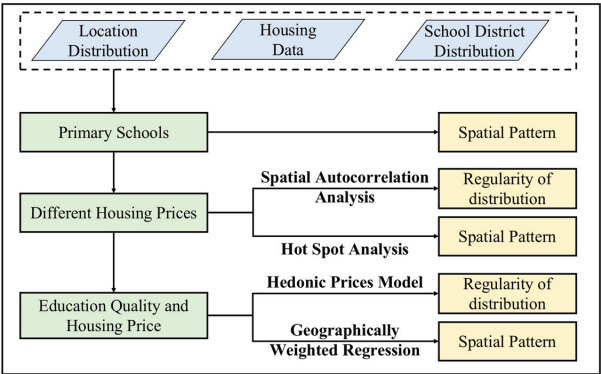 Location
Distribution
Housing
Data
School District
Distribution
Primary Schools
Spatial Pattern
Different Housing Prices
Spatial Autocorrelation
Analysis
Regularity of
distribution
Hot Spot Analysis
Spatial Pattern
Education Quality and
Housing Price
Hedonic Prices Model
Regularity of
distribution
Geographically
Weighted Regression
Spatial Pattern